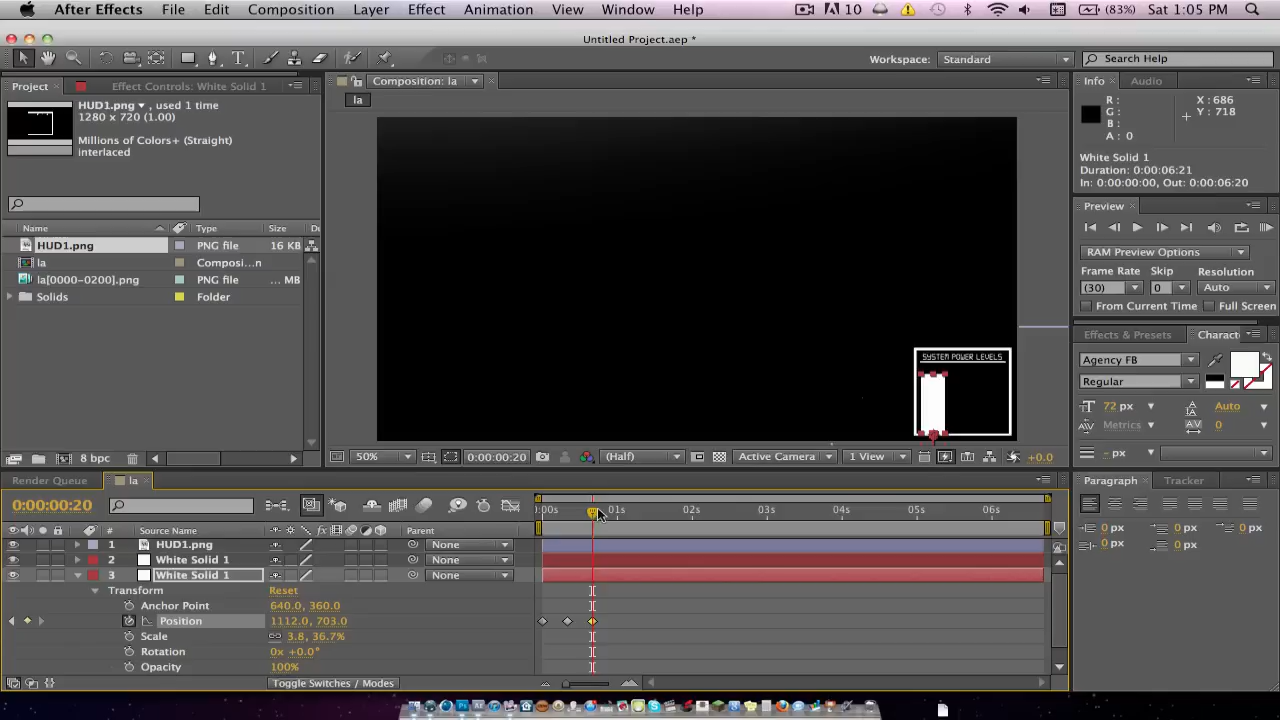 After Effects File Edit Composition Layer Effect Animation View Window Help 10 (83%) Sat 1:05 PM
Untitled Project.aep *
Workspace: Standard Search Help
Project Effect Controls: White Solid 1
HUD1.png , used 1 time
1280 x 720 (1.00)
Millions of Colors+ (Straight)
interlaced
Name Type Size
HUD1.png PNG file 16 KB
la Composi...n
la[0000-0200].png PNG file ... MB
Solids Folder
8 bpc
Composition: la
la
SYSTEM POWER LEVELS
50% 0:00:00:20 (Half) Active Camera 1 View +0.0
Info Audio
R : X : 686
G : Y : 718
B :
A : 0
White Solid 1
Duration: 0:00:06:21
In: 0:00:00:00, Out: 0:00:06:20
Preview
RAM Preview Options
Frame Rate Skip Resolution
(30) 0 Auto
From Current Time Full Screen
Effects & Presets Charact
Agency FB
Regular
72 px Auto
Metrics 0
- px
Paragraph Tracker
0 px 0 px 0 px
0 px 0 px
Render Queue la
0:00:00:20
:00s 01s 02s 03s 04s 05s 06s
# Source Name Parent
1 HUD1.png None
2 White Solid 1 None
3 White Solid 1 None
Transform Reset
Anchor Point 640.0, 360.0
Position 1112.0, 703.0
Scale 3.8, 36.7%
Rotation 0x +0.0°
Opacity 100%
Toggle Switches / Modes